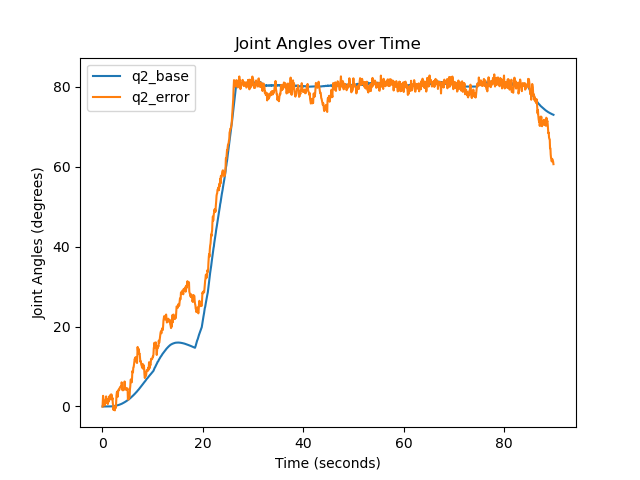 Joint Angles over Time
q2_base
q2_error
Joint Angles (degrees)
80
60
40
20
0
0 20 40 60 80
Time (seconds)